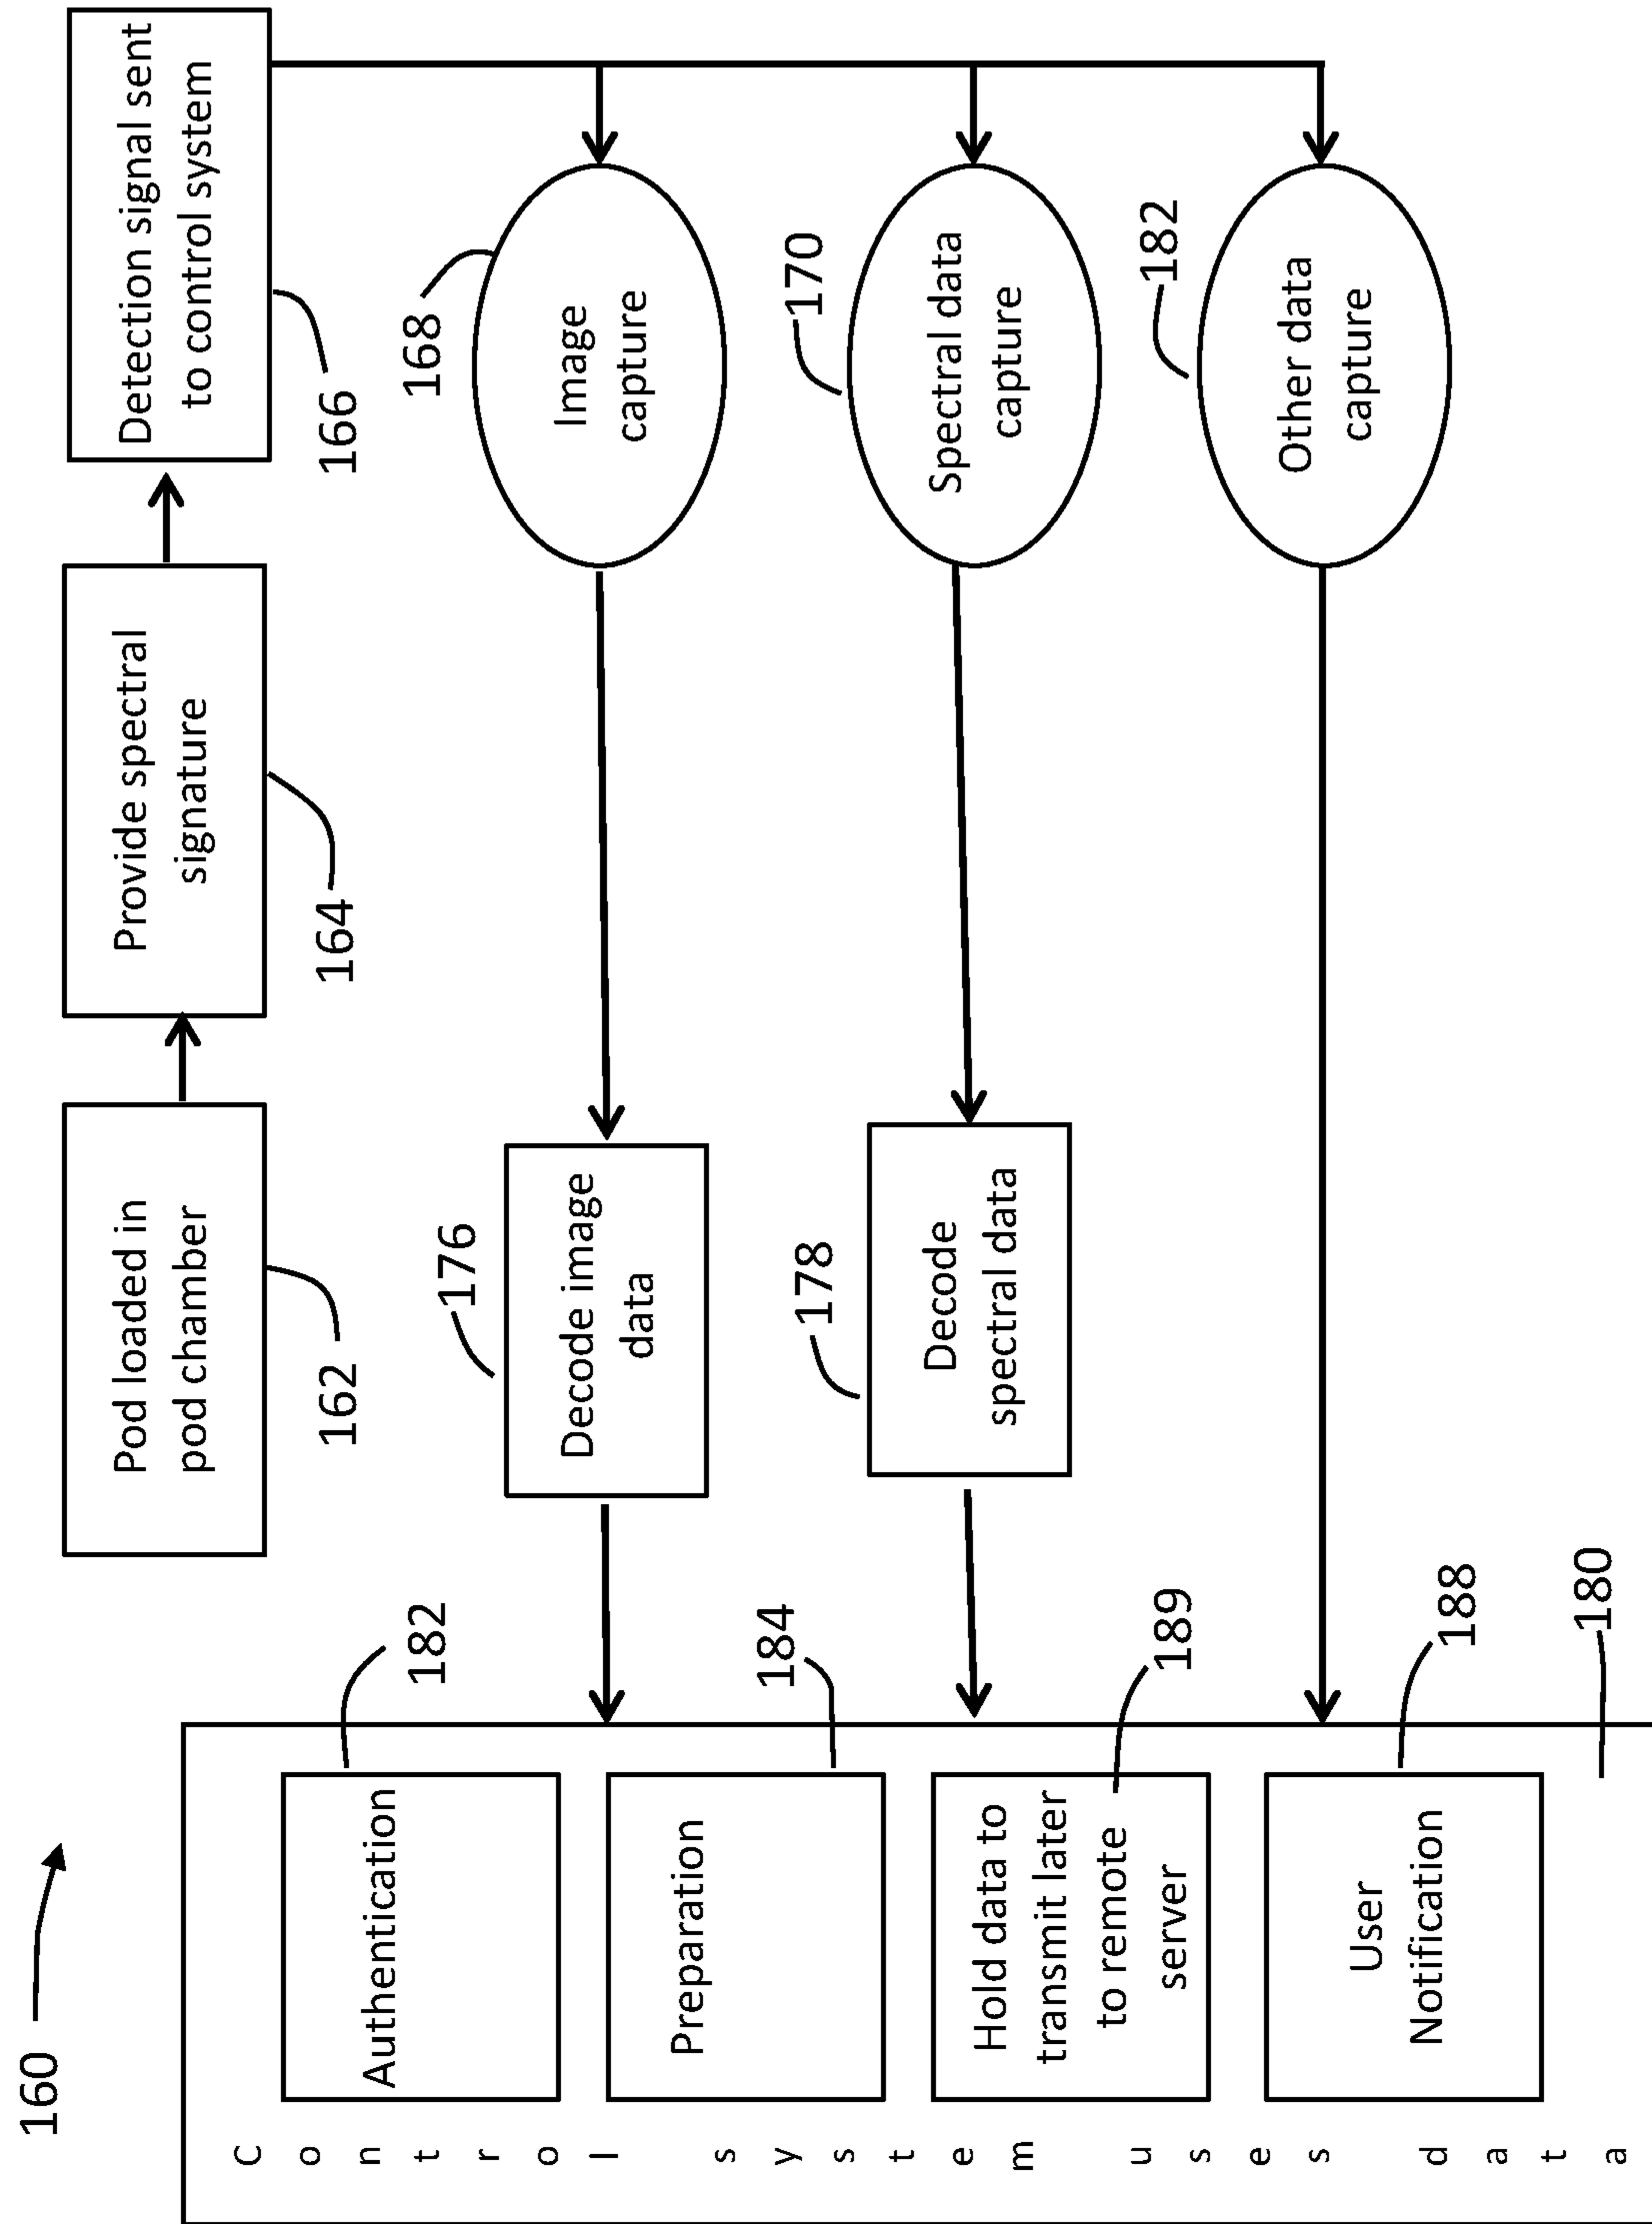 160
Pod loaded in
pod chamber
162
Provide spectral
signature
164
Detection signal sent
to control system
166
Image
capture
168
Spectral data
capture
170
Other data
capture
182
Decode image
data
176
Decode
spectral data
178
Control system uses data
Authentication
182
Preparation
184
Hold data to
transmit later
to remote
server
189
User
Notification
188
180